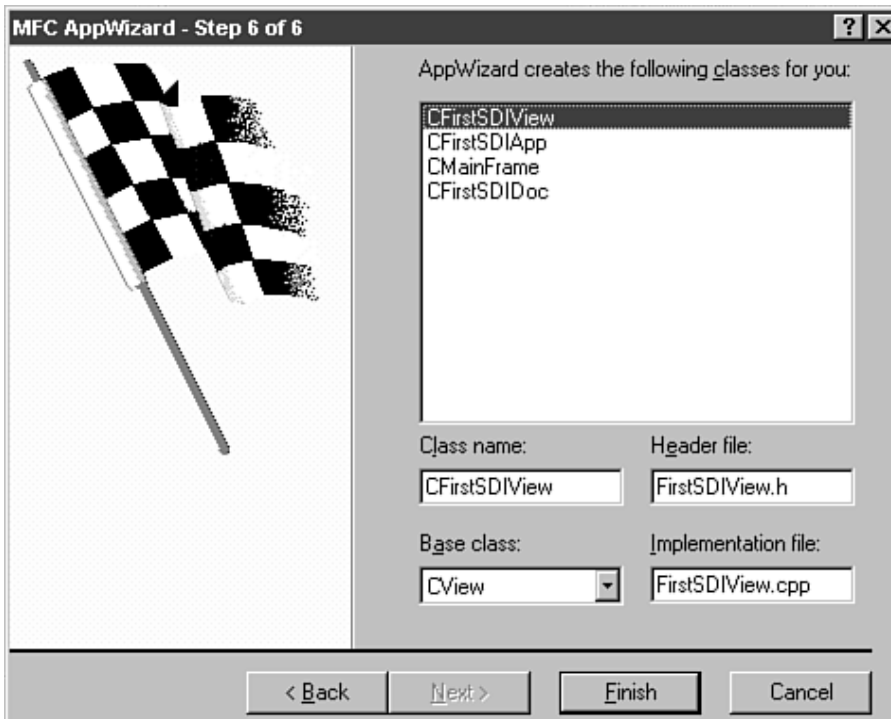 MFC AppWizard - Step 6 of 6
AppWizard creates the following classes for you:
CFirstSDIView
CFirstSDIApp
CMainFrame
CFirstSDIDoc
Class name:
Header file:
CFirstSDIView
FirstSDIView.h
Base class:
Implementation file:
CView
FirstSDIView.cpp
< Back
Next >
Finish
Cancel